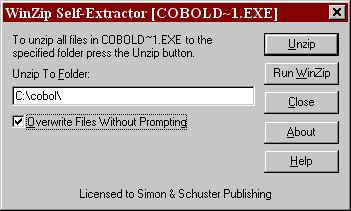 WinZip Self-Extractor [COBOLD~1.EXE]
To unzip all files in COBOLD~1.EXE to the
specified folder press the Unzip button.
Unzip To Folder:
C:\cobol\
Overwrite Files Without Prompting
Unzip
Run WinZip
Close
About
Help
Licensed to Simon & Schuster Publishing